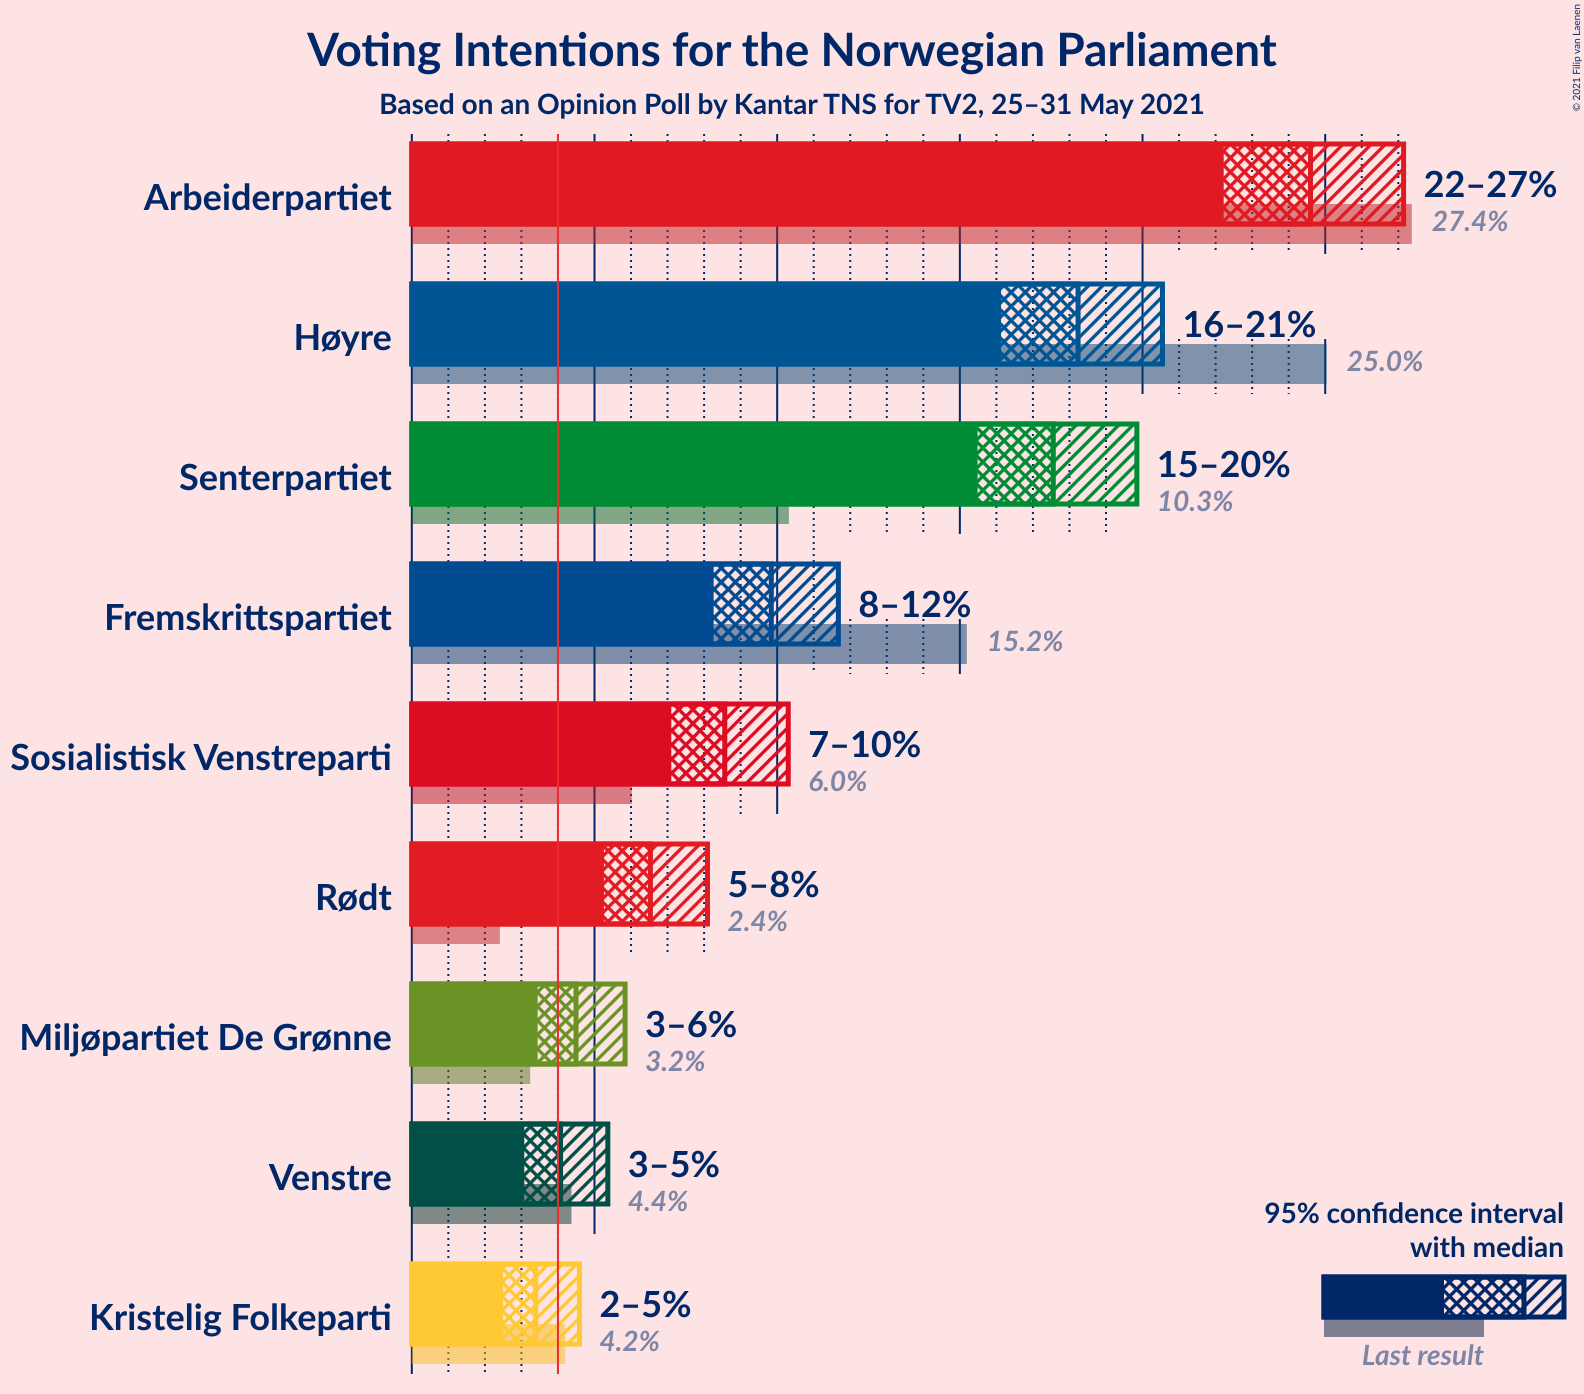 Voting Intentions for the Norwegian Parliament
Based on an Opinion Poll by Kantar TNS for TV2, 25–31 May 2021
© 2021 Filip van Laenen
Arbeiderpartiet
22–27%
27.4%
Høyre
16–21%
25.0%
Senterpartiet
15–20%
10.3%
Fremskrittspartiet
8–12%
15.2%
Sosialistisk Venstreparti
7–10%
6.0%
Rødt
5–8%
2.4%
Miljøpartiet De Grønne
3–6%
3.2%
Venstre
3–5%
4.4%
Kristelig Folkeparti
2–5%
4.2%
95% confidence interval
with median
Last result